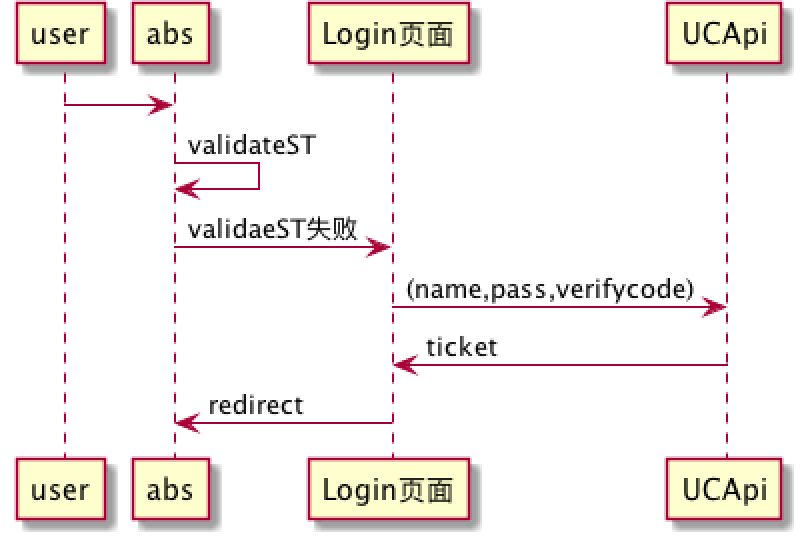 user abs Login页面 UCApi
validateST
validaeST失败
(name,pass,verifycode)
ticket
redirect
user abs Login页面 UCApi